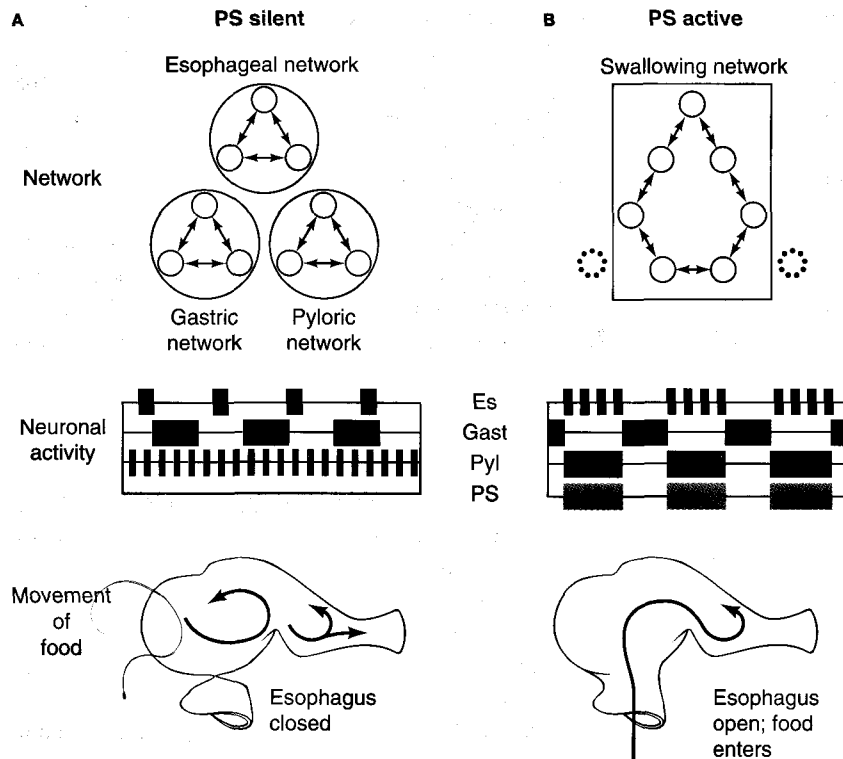 A
PS silent
B
PS active
Esophageal network
Swallowing network
Network
Gastric
network
Pyloric
network
Neuronal
activity
Es
Gast
Pyl
PS
Movement
of
food
Esophagus
closed
Esophagus
open; food
enters